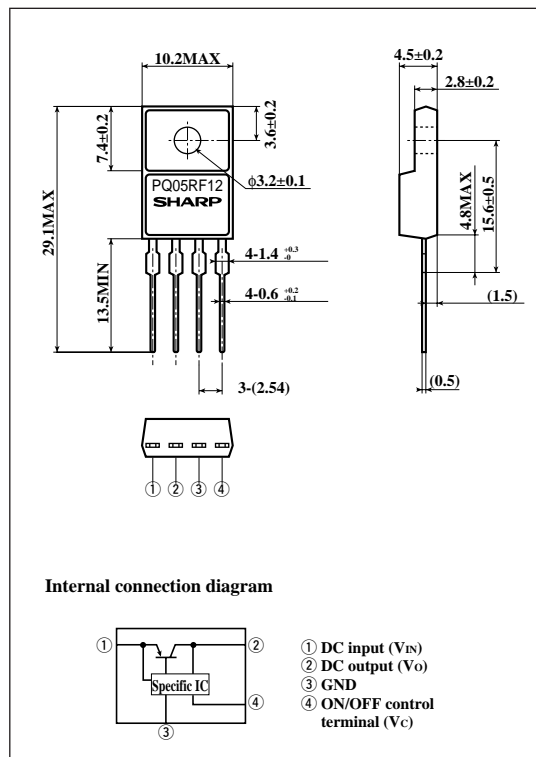 10.2MAX
4.5±0.2
2.8±0.2
7.4±0.2
3.6±0.2
PQ05RF12
SHARP
ϕ3.2±0.1
29.1MAX
13.5MIN
4-1.4 +0.3 -0
4-0.6 +0.2 -0.1
3-(2.54)
4.8MAX
15.6±0.5
(1.5)
(0.5)
① ② ③ ④
Internal connection diagram
①
②
Specific IC
④
③
① DC input (VIN)
② DC output (VO)
③ GND
④ ON/OFF control
terminal (VC)